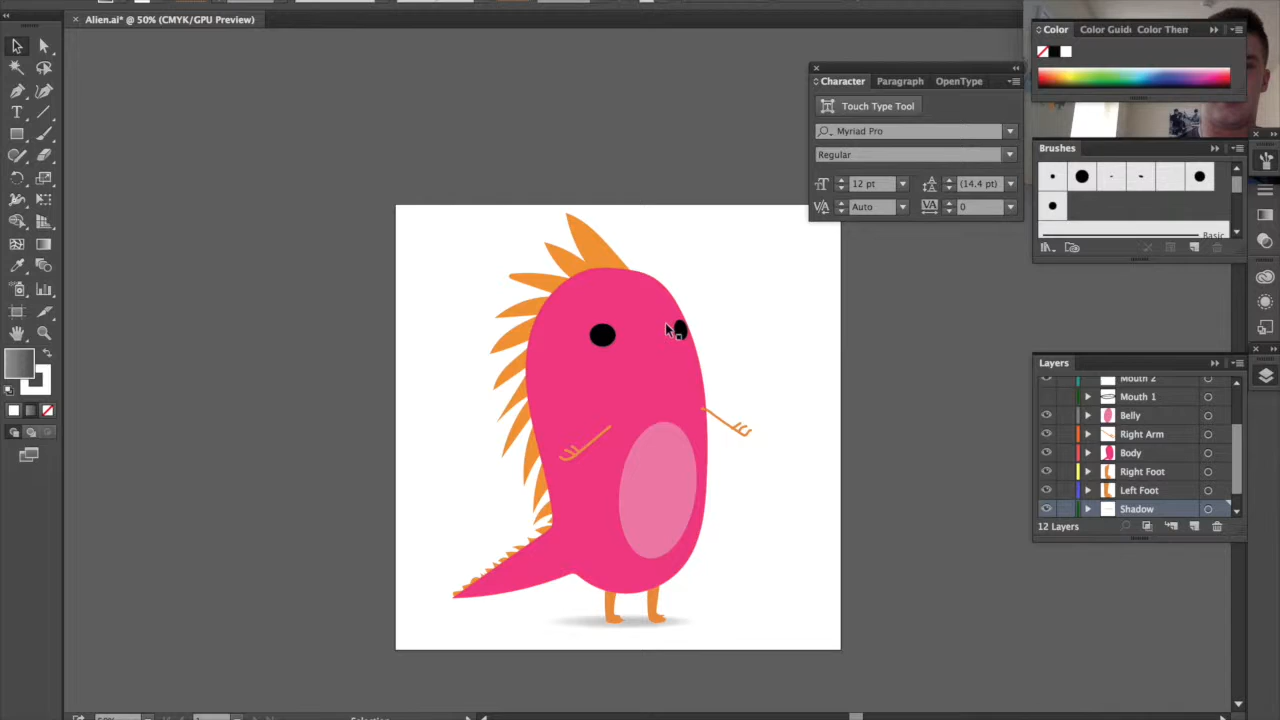 Alien.ai* @ 50% (CMYK/GPU Preview)
Color
Color Guid
Color Them
Character
Paragraph
OpenType
Touch Type Tool
Myriad Pro
Regular
12 pt
(14.4 pt)
Auto
0
Brushes
Basic
Layers
Mouth 2
Mouth 1
Belly
Right Arm
Body
Right Foot
Left Foot
Shadow
12 Layers
Selection